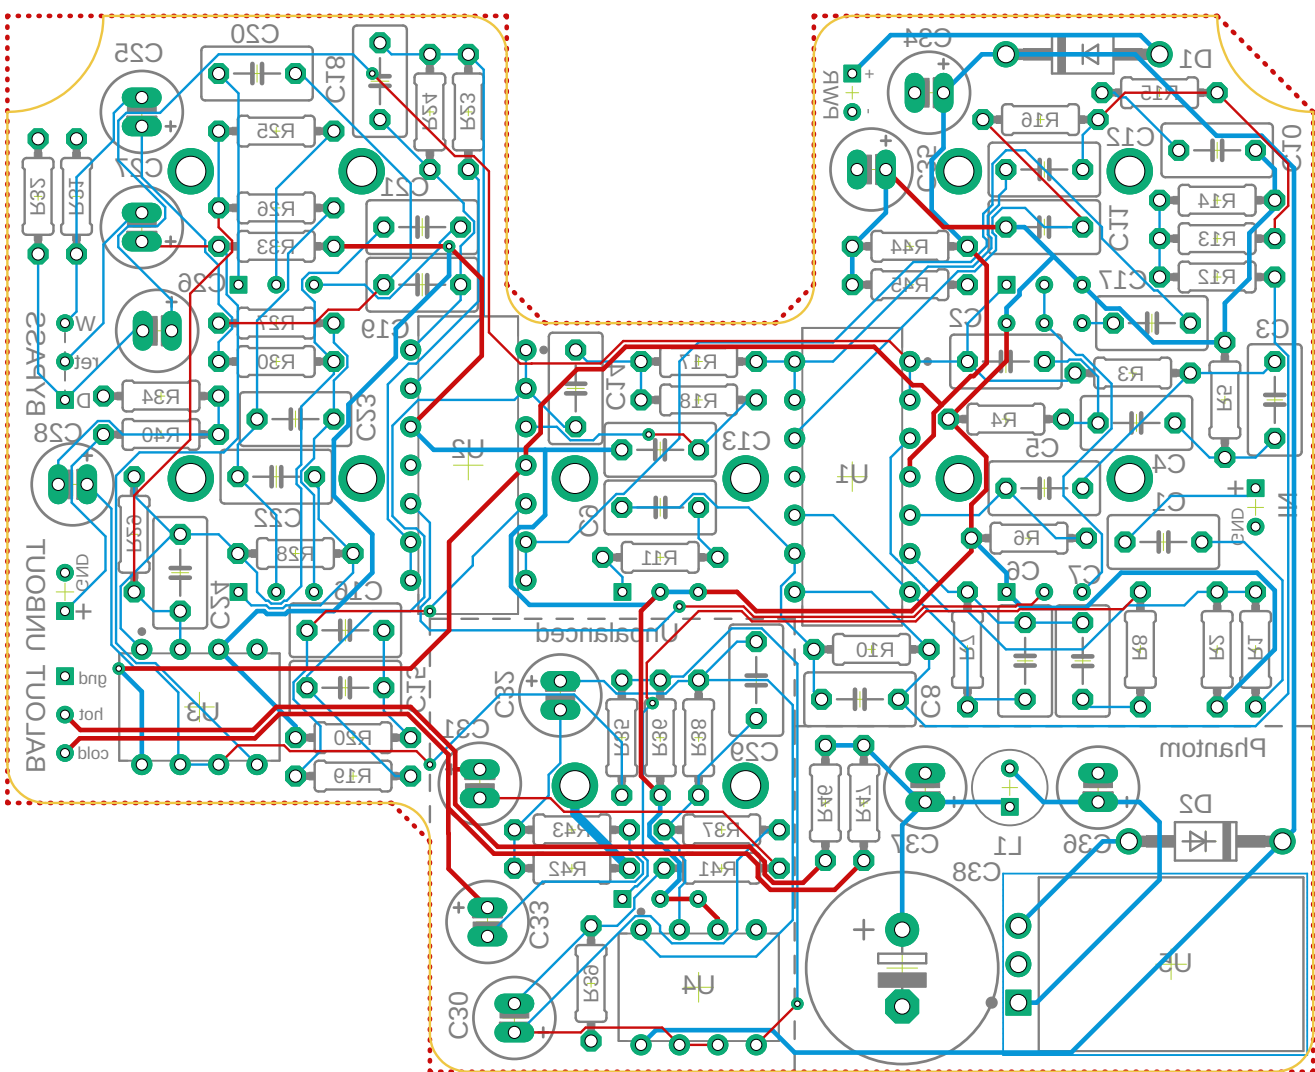 C20
C25
C18
R24
R23
R25
C27
R32
R31
C21
R26
R33
C26
W
R27
C19
ret
R30
BYPASS
D
R34
C23
C28
R40
U2
C22
R29
R28
UNBOUT
GND
+
C24
C16
BALOUT
gnd
hot
cold
U3
C15
R20
R19
C34
D1
PWR
+
-
R15
R16
C12
C10
C35
R14
C11
R13
R44
R12
R45
C17
C2
C3
C14
R17
R3
R18
R5
R4
C13
U1
C5
C4
+
IN
C9
C1
GND
R11
R6
C6
C7
Unbalanced
R10
R7
R8
R2
R1
C32
C8
C31
R35
R36
R38
C29
Phantom
R46
R47
D2
R43
R37
C37
L1
C36
R42
R41
C38
C33
+
R39
U4
U5
C30